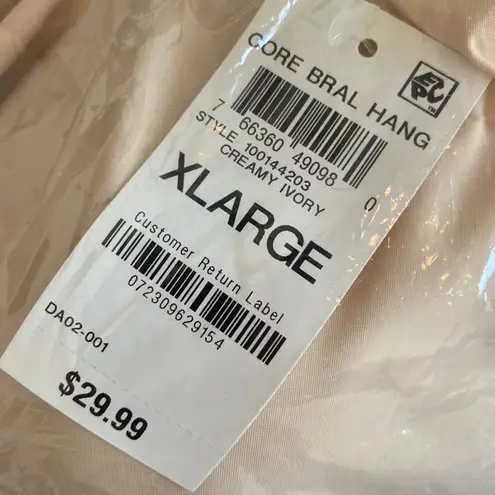 CORE BRAL HANG
7 66360 49098 0
STYLE 100144203
CREAMY IVORY
XLARGE
Customer Return Label
072309629154
DA02-001
$29.99